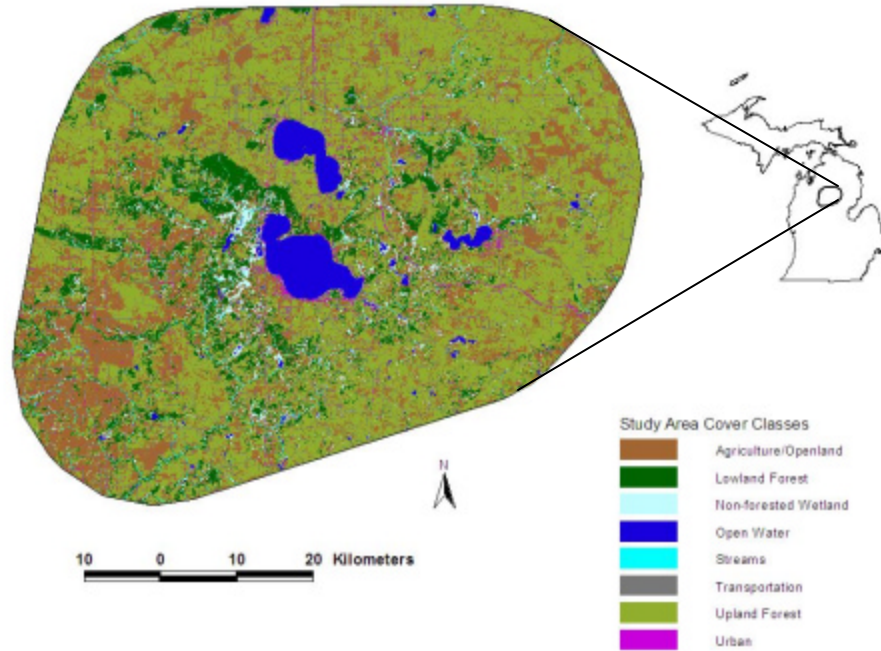 Study Area Cover Classes
Agriculture/Openland
Lowland Forest
N
Non-forested Wetland
Open Water
10 0 10 20 Kilometers
Streams
Transportation
Upland Forest
Urban